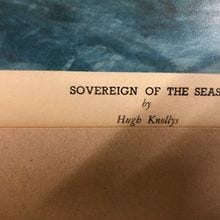 SOVEREIGN OF THE SEAS
by
Hugh Knollys